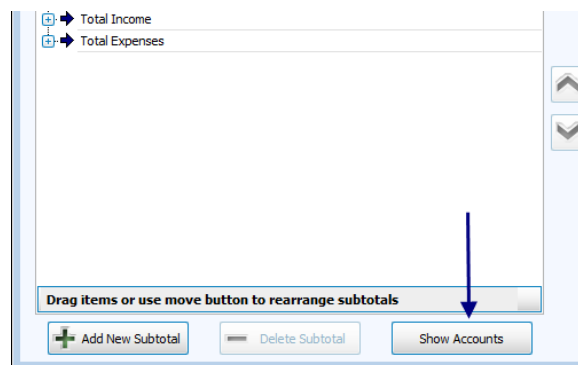 Total Income
Total Expenses
Drag items or use move button to rearrange subtotals
Add New Subtotal Delete Subtotal Show Accounts